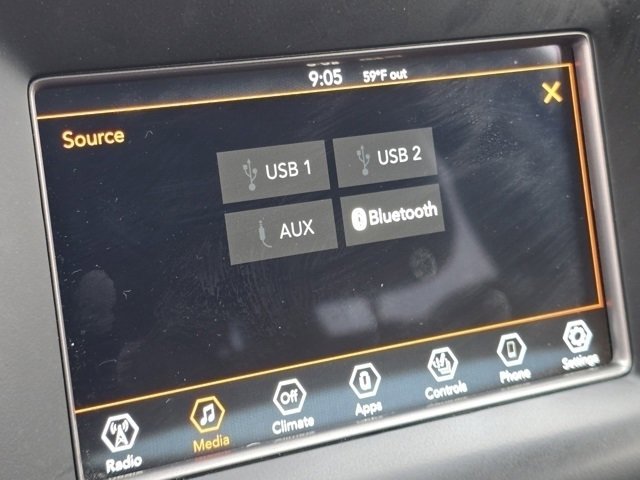 9:05 59°F out
Source
USB 1 USB 2
AUX Bluetooth
Off
Radio Media Climate Apps Controls Phone Settings